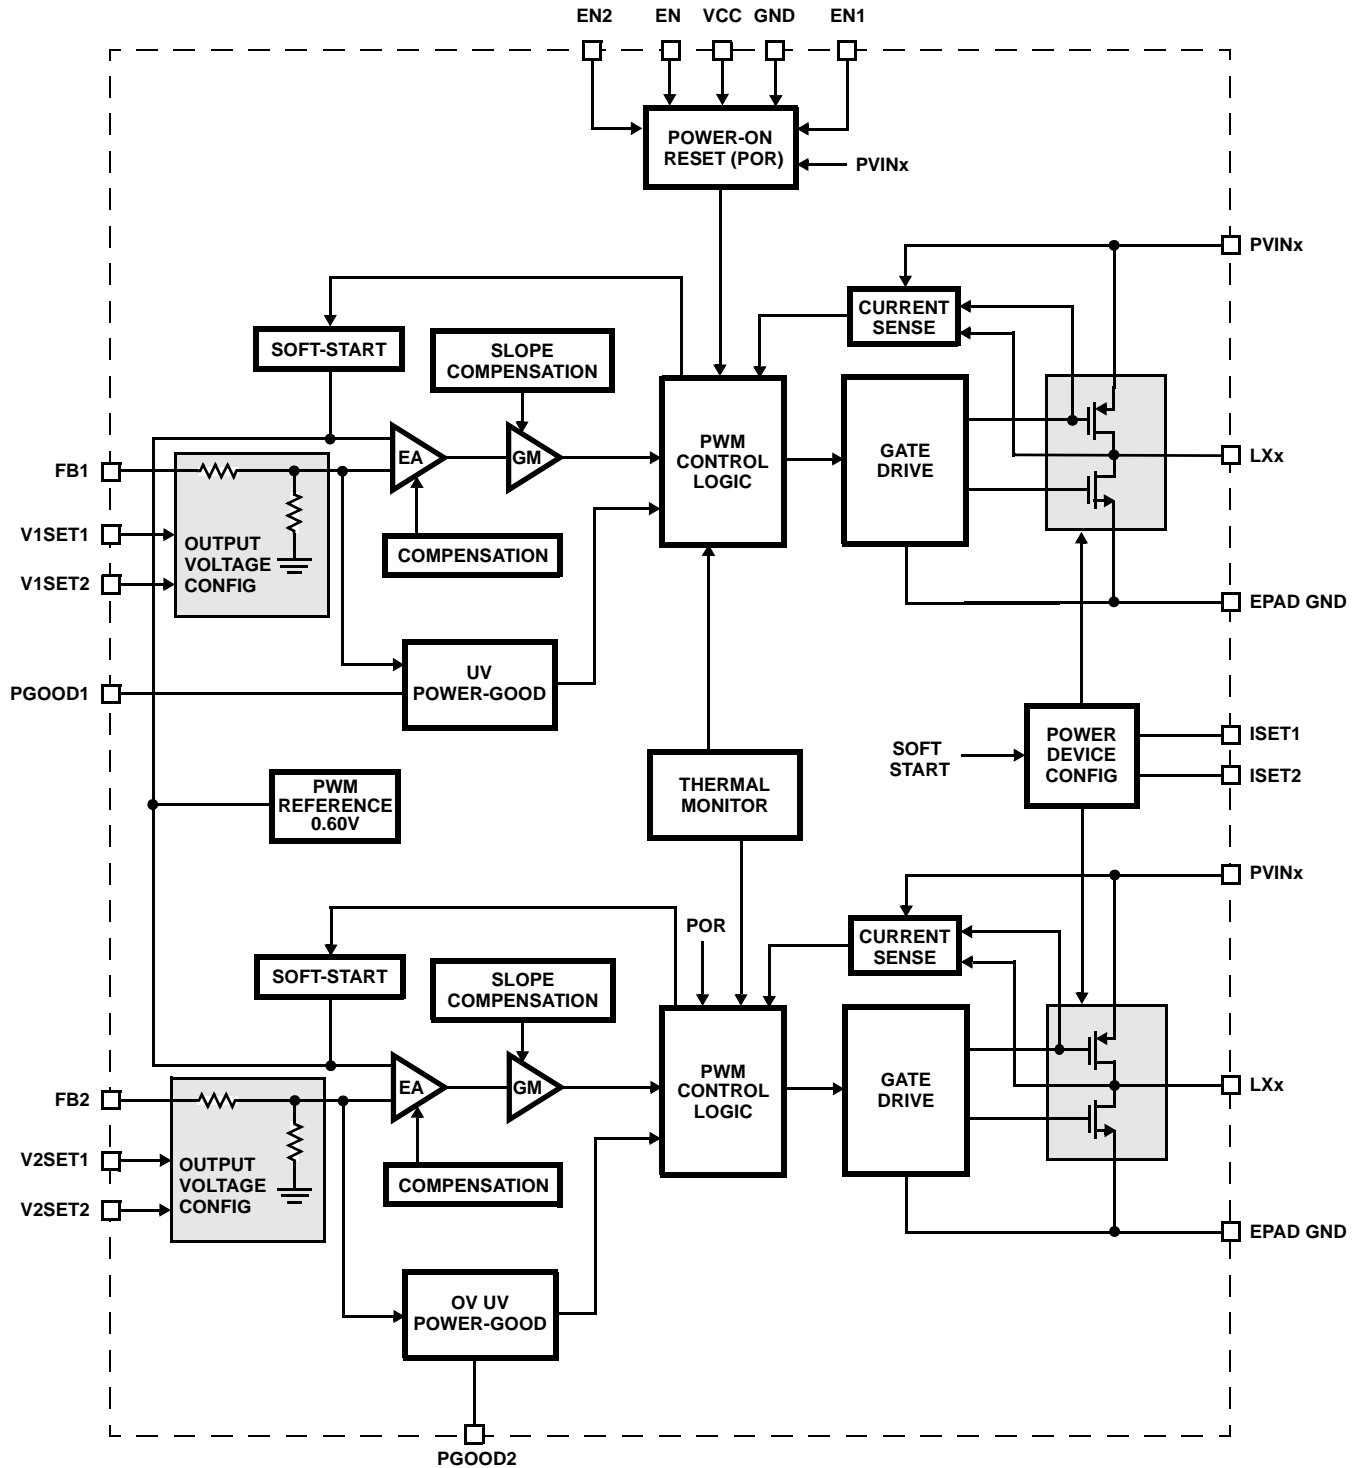 EN2 EN VCC GND EN1
POWER-ON
RESET (POR)
PVINx
PVINx
CURRENT
SENSE
SOFT-START
SLOPE
COMPENSATION
PWM
CONTROL
LOGIC
GATE
DRIVE
EA
GM
FB1
LXx
V1SET1
V1SET2
OUTPUT
VOLTAGE
CONFIG
COMPENSATION
EPAD GND
UV
POWER-GOOD
PGOOD1
SOFT
START
POWER
DEVICE
CONFIG
ISET1
ISET2
PWM
REFERENCE
0.60V
THERMAL
MONITOR
PVINx
POR
CURRENT
SENSE
SOFT-START
SLOPE
COMPENSATION
PWM
CONTROL
LOGIC
GATE
DRIVE
EA
GM
FB2
LXx
V2SET1
V2SET2
OUTPUT
VOLTAGE
CONFIG
COMPENSATION
EPAD GND
OV UV
POWER-GOOD
PGOOD2